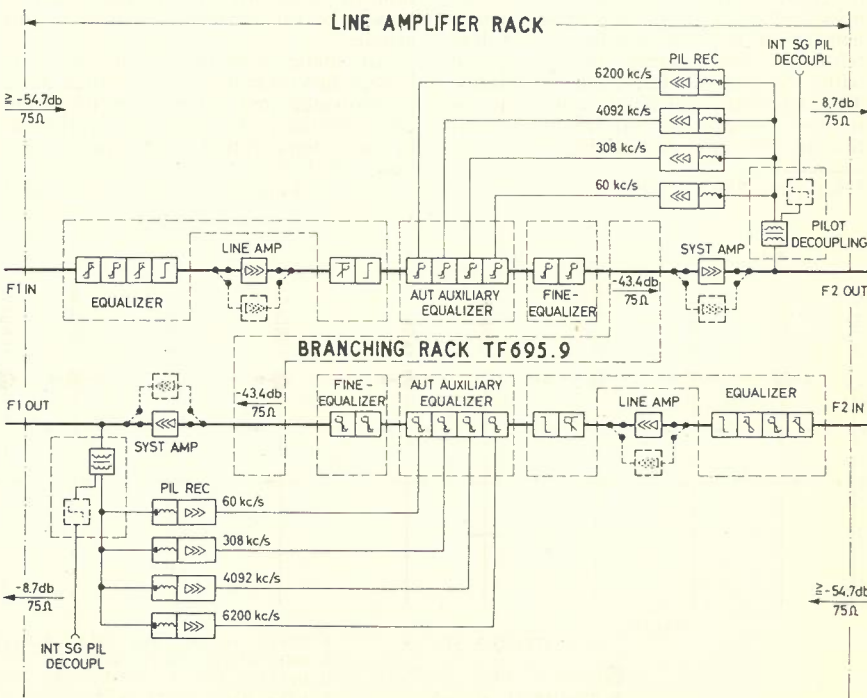 LINE AMPLIFIER RACK
INT SG PIL
DECOUPL
PIL REC
6200 kc/s
≧ -54,7db
75Ω
-8,7db
75Ω
4092 kc/s
308 kc/s
60 kc/s
PILOT
DECOUPLING
LINE AMP
SYST AMP
F1 IN
EQUALIZER
AUT AUXILIARY
EQUALIZER
FINE-
EQUALIZER
-43,4db
75Ω
F2 OUT
BRANCHING RACK TF695.9
F1 OUT
SYST AMP
-43,4db
75Ω
FINE-
EQUALIZER
AUT AUXILIARY
EQUALIZER
LINE AMP
EQUALIZER
F2 IN
PIL REC
60 kc/s
308 kc/s
4092 kc/s
6200 kc/s
-8,7db
75Ω
≧ -54,7db
75Ω
INT SG PIL
DECOUPL